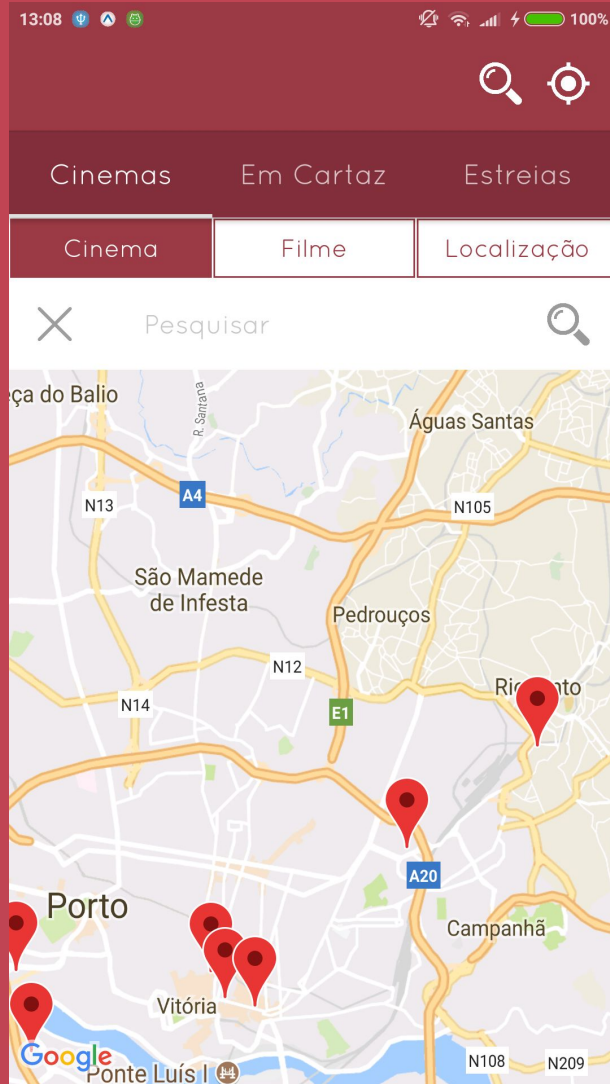 13:08
100%
Cinemas Em Cartaz Estreias
Cinema Filme Localização
Pesquisar
ça do Balio
R. Santana
Águas Santas
A4
N13
N105
São Mamede
de Infesta
Pedrouços
N12
N14
E1
A20
Porto
Campanhã
Vitória
Google
Ponte Luís I
N108
N209